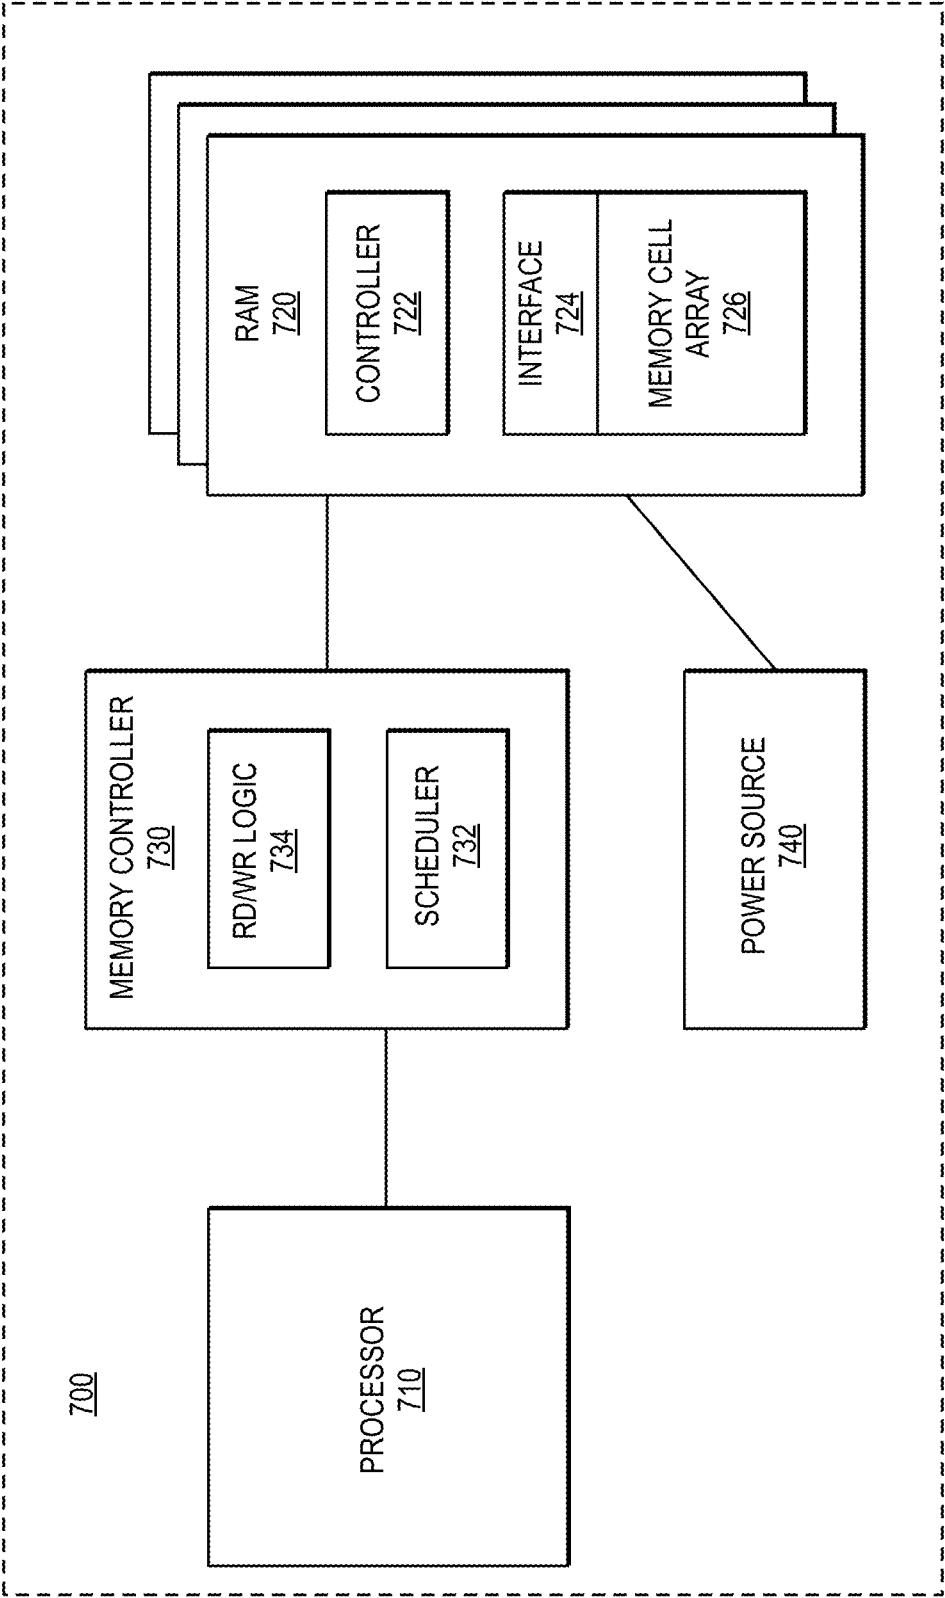 700
PROCESSOR
710
MEMORY CONTROLLER
730
RD/WR LOGIC
734
SCHEDULER
732
POWER SOURCE
740
RAM
720
CONTROLLER
722
INTERFACE
724
MEMORY CELL
ARRAY
726